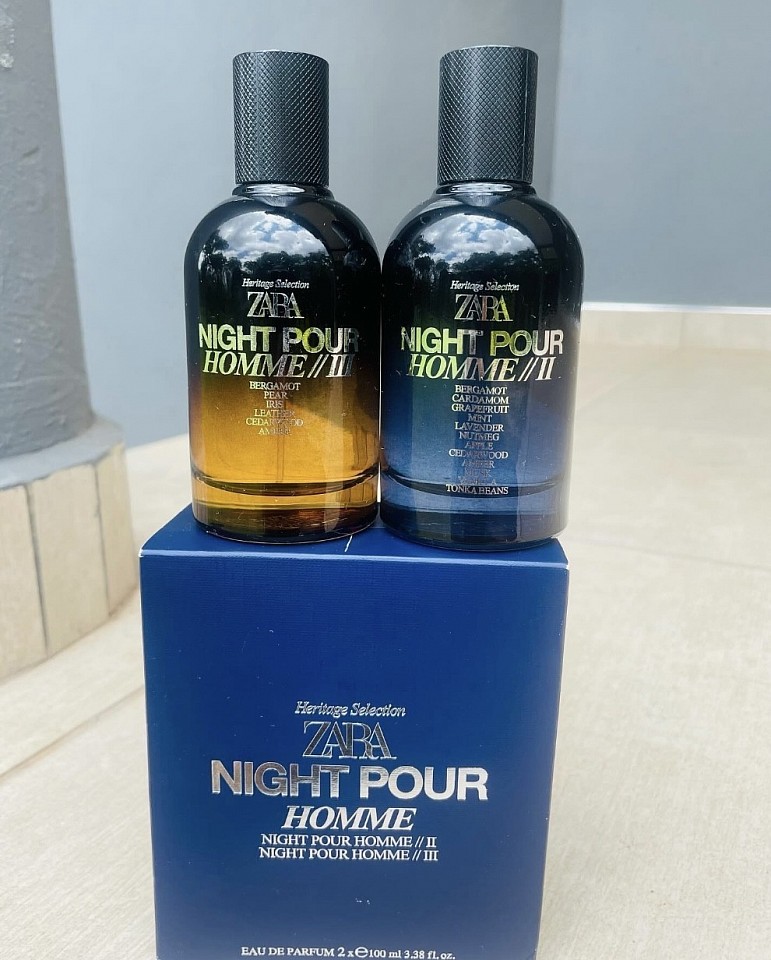 Heritage Selection
ZARA
NIGHT POUR
HOMME // III
BERGAMOT
PEAR
IRIS
LEATHER
CEDARWOOD
AMBER
Heritage Selection
ZARA
NIGHT POUR
HOMME // II
BERGAMOT
CARDAMOM
GRAPEFRUIT
MINT
LAVENDER
NUTMEG
APPLE
CEDARWOOD
AMBER
TONKA BEANS
Heritage Selection
ZARA
NIGHT POUR
HOMME
NIGHT POUR HOMME // II
NIGHT POUR HOMME // III
EAU DE PARFUM 2 x ℮100 ml 3.38 fl. oz.